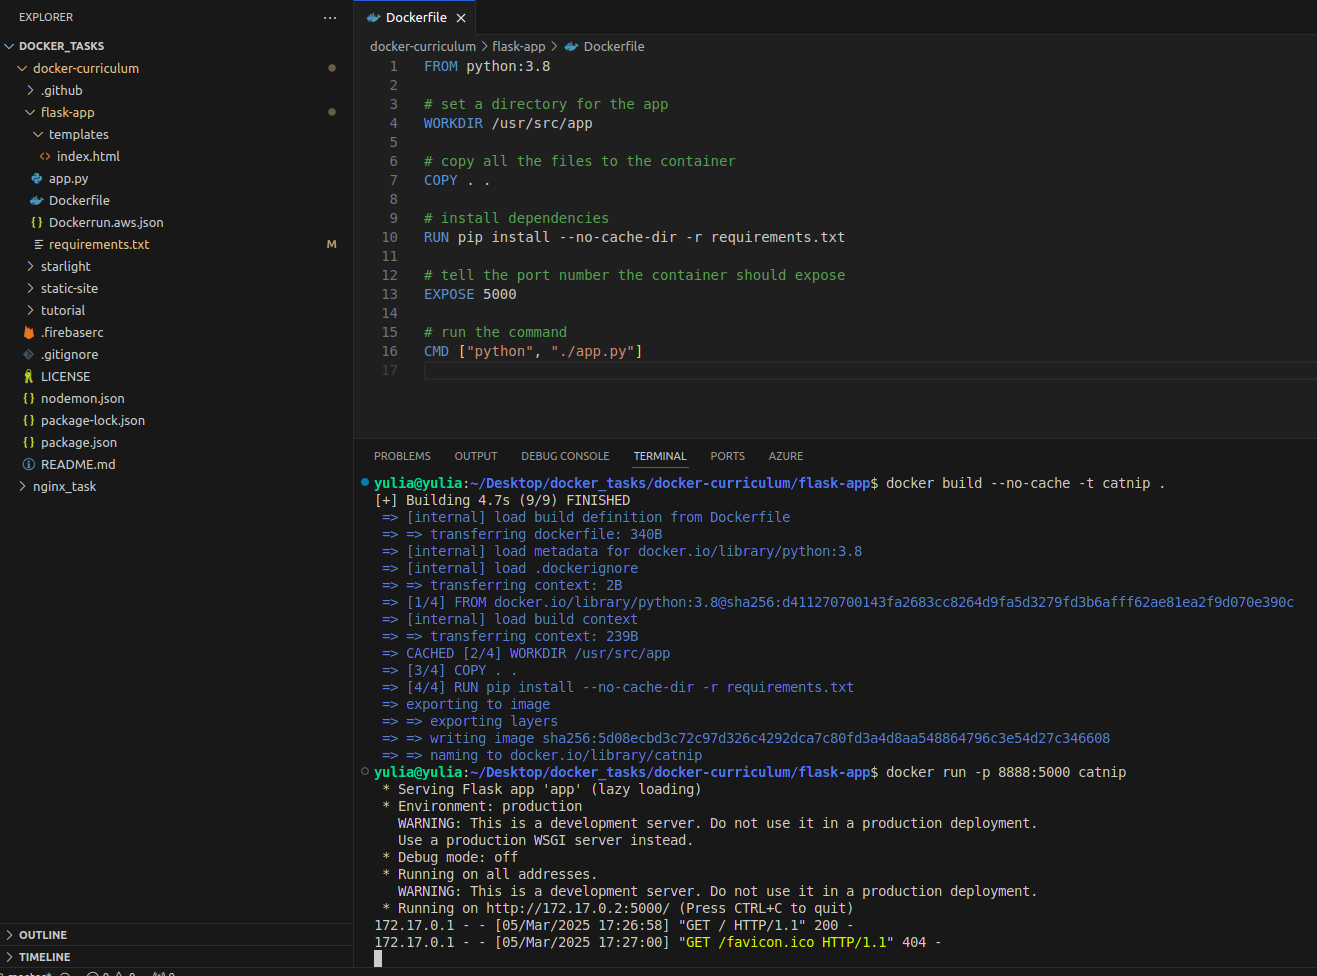 EXPLORER
DOCKER_TASKS
docker-curriculum
.github
flask-app
templates
index.html
app.py
Dockerfile
Dockerrun.aws.json
requirements.txt M
starlight
static-site
tutorial
.firebaserc
.gitignore
LICENSE
nodemon.json
package-lock.json
package.json
README.md
nginx_task
OUTLINE
TIMELINE
Dockerfile
docker-curriculum > flask-app > Dockerfile
1 FROM python:3.8
2
3 # set a directory for the app
4 WORKDIR /usr/src/app
5
6 # copy all the files to the container
7 COPY . .
8
9 # install dependencies
10 RUN pip install --no-cache-dir -r requirements.txt
11
12 # tell the port number the container should expose
13 EXPOSE 5000
14
15 # run the command
16 CMD ["python", "./app.py"]
17
PROBLEMS OUTPUT DEBUG CONSOLE TERMINAL PORTS AZURE
yulia@yulia:~/Desktop/docker_tasks/docker-curriculum/flask-app$ docker build --no-cache -t catnip .
[+] Building 4.7s (9/9) FINISHED
=> [internal] load build definition from Dockerfile
=> => transferring dockerfile: 340B
=> [internal] load metadata for docker.io/library/python:3.8
=> [internal] load .dockerignore
=> => transferring context: 2B
=> [1/4] FROM docker.io/library/python:3.8@sha256:d411270700143fa2683cc8264d9fa5d3279fd3b6afff62ae81ea2f9d070e390c
=> [internal] load build context
=> => transferring context: 239B
=> CACHED [2/4] WORKDIR /usr/src/app
=> [3/4] COPY . .
=> [4/4] RUN pip install --no-cache-dir -r requirements.txt
=> exporting to image
=> => exporting layers
=> => writing image sha256:5d08ecbd3c72c97d326c4292dca7c80fd3a4d8aa548864796c3e54d27c346608
=> => naming to docker.io/library/catnip
yulia@yulia:~/Desktop/docker_tasks/docker-curriculum/flask-app$ docker run -p 8888:5000 catnip
* Serving Flask app 'app' (lazy loading)
* Environment: production
WARNING: This is a development server. Do not use it in a production deployment.
Use a production WSGI server instead.
* Debug mode: off
* Running on all addresses.
WARNING: This is a development server. Do not use it in a production deployment.
* Running on http://172.17.0.2:5000/ (Press CTRL+C to quit)
172.17.0.1 - - [05/Mar/2025 17:26:58] "GET / HTTP/1.1" 200 -
172.17.0.1 - - [05/Mar/2025 17:27:00] "GET /favicon.ico HTTP/1.1" 404 -